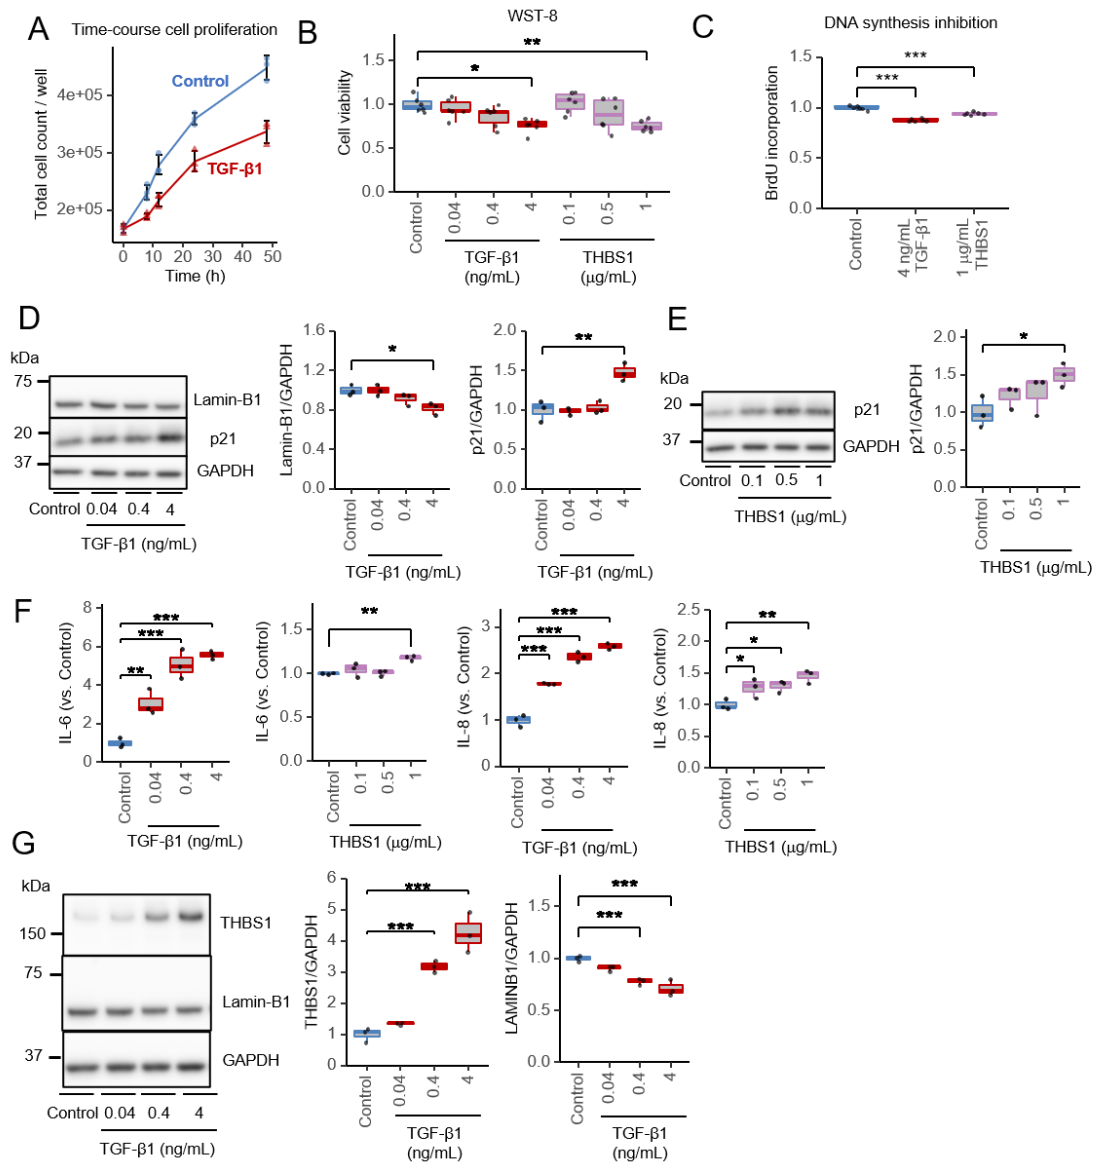 A Time-course cell proliferation
Total cell count / well
4e+05
3e+05
2e+05
Control
TGF-β1
0 10 20 30 40 50
Time (h)
B WST-8
Cell viability
1.5
1.0
0.5
0.0
** 
*
Control 0.04 0.4 4 0.1 0.5 1
TGF-β1 THBS1
(ng/mL) (μg/mL)
C DNA synthesis inhibition
BrdU incorporation
1.5
1.0
0.5
0.0
***
***
Control
4 ng/mL
TGF-β1
1 μg/mL
THBS1
D
kDa
75
20
37
Lamin-B1
p21
GAPDH
Control 0.04 0.4 4
TGF-β1 (ng/mL)
Lamin-B1/GAPDH
1.6
1.2
0.8
0.4
0.0
*
Control 0.04 0.4 4
TGF-β1 (ng/mL)
p21/GAPDH
2.0
1.5
1.0
0.5
0.0
**
Control 0.04 0.4 4
TGF-β1 (ng/mL)
E
kDa
20
37
p21
GAPDH
Control 0.1 0.5 1
THBS1 (μg/mL)
p21/GAPDH
2.0
1.5
1.0
0.5
0.0
*
Control 0.1 0.5 1
THBS1 (μg/mL)
F
IL-6 (vs. Control)
8
6
4
2
0
***
***
**
Control 0.04 0.4 4
TGF-β1 (ng/mL)
IL-6 (vs. Control)
1.5
1.0
0.5
0.0
**
Control 0.1 0.5 1
THBS1 (μg/mL)
IL-8 (vs. Control)
3
2
1
0
***
***
***
Control 0.04 0.4 4
TGF-β1 (ng/mL)
IL-8 (vs. Control)
2.5
2.0
1.5
1.0
0.5
0.0
**
*
*
Control 0.1 0.5 1
THBS1 (μg/mL)
G
kDa
150
75
37
THBS1
Lamin-B1
GAPDH
Control 0.04 0.4 4
TGF-β1 (ng/mL)
THBS1/GAPDH
6
5
4
3
2
1
0
***
***
Control 0.04 0.4 4
TGF-β1
(ng/mL)
LAMINB1/GAPDH
1.5
1.0
0.5
0.0
***
***
Control 0.04 0.4 4
TGF-β1
(ng/mL)